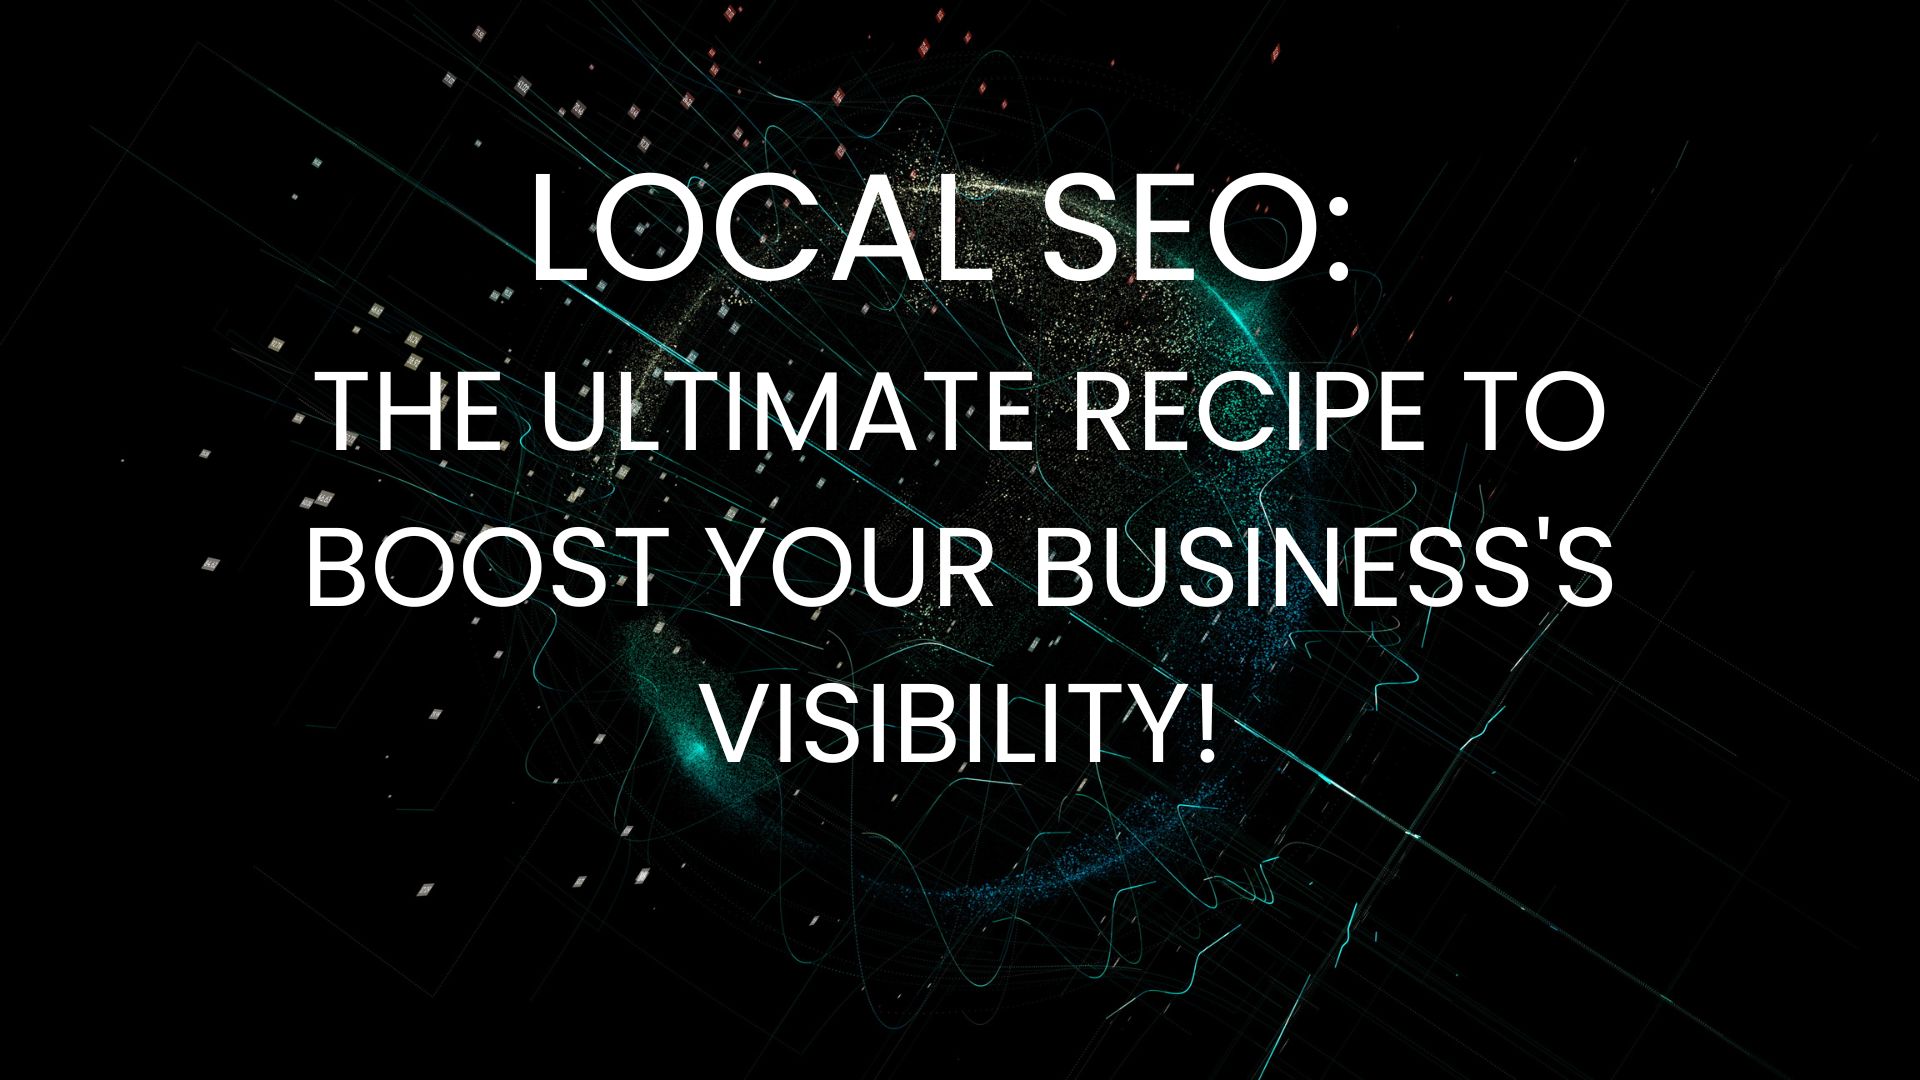 LOCAL SEO:
THE ULTIMATE RECIPE TO
BOOST YOUR BUSINESS'S
VISIBILITY!